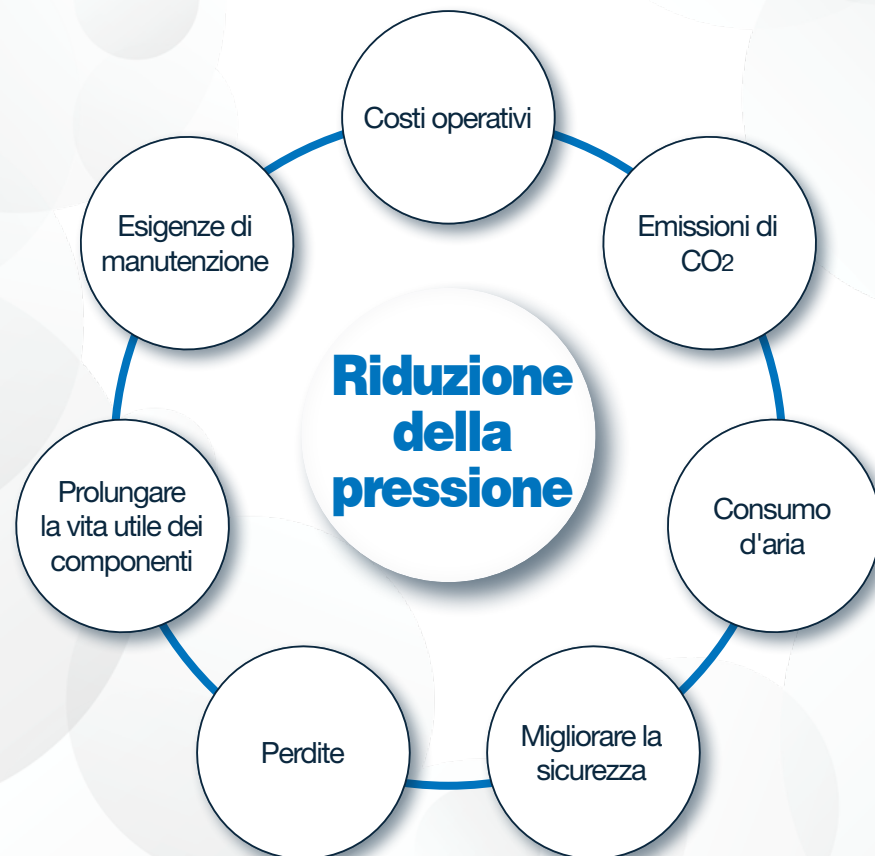 Costi operativi
Emissioni di
CO2
Consumo
d'aria
Migliorare la
sicurezza
Perdite
Prolungare
la vita utile dei
componenti
Esigenze di
manutenzione
Riduzione
della
pressione